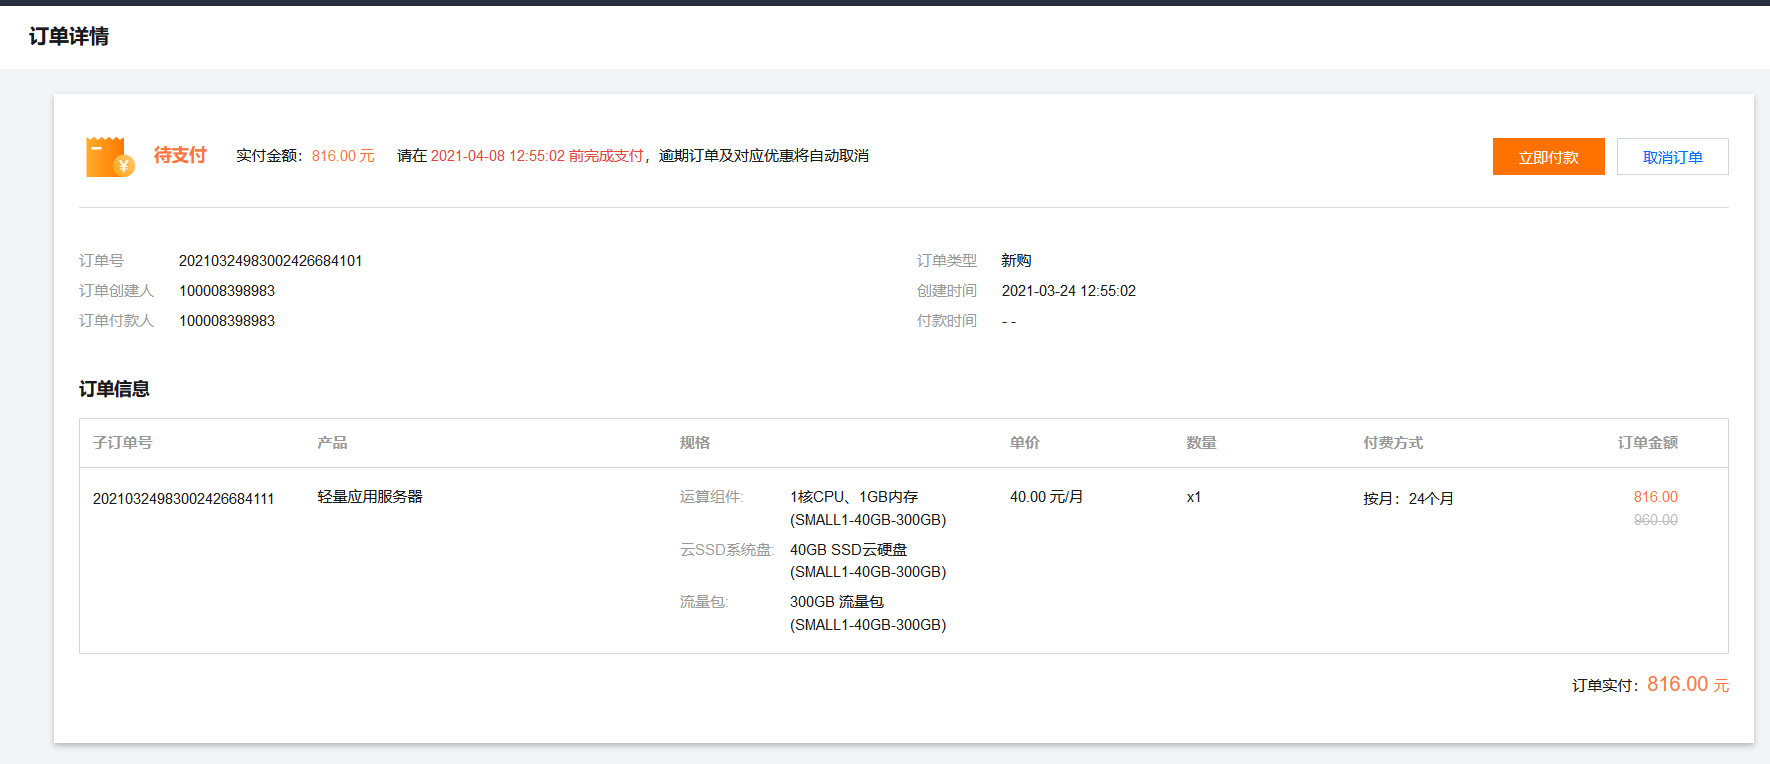 订单详情
¥
待支付 实付金额：816.00 元 请在 2021-04-08 12:55:02 前完成支付，逾期订单及对应优惠将自动取消 立即付款 取消订单
订单号 20210324983002426684101 订单类型 新购
订单创建人 100008398983 创建时间 2021-03-24 12:55:02
订单付款人 100008398983 付款时间 - -
订单信息
子订单号 产品 规格 单价 数量 付费方式 订单金额
20210324983002426684111 轻量应用服务器 运算组件: 1核CPU、1GB内存 40.00 元/月 x1 按月：24个月 816.00
(SMALL1-40GB-300GB) 960.00
云SSD系统盘: 40GB SSD云硬盘
(SMALL1-40GB-300GB)
流量包: 300GB 流量包
(SMALL1-40GB-300GB)
订单实付：816.00 元